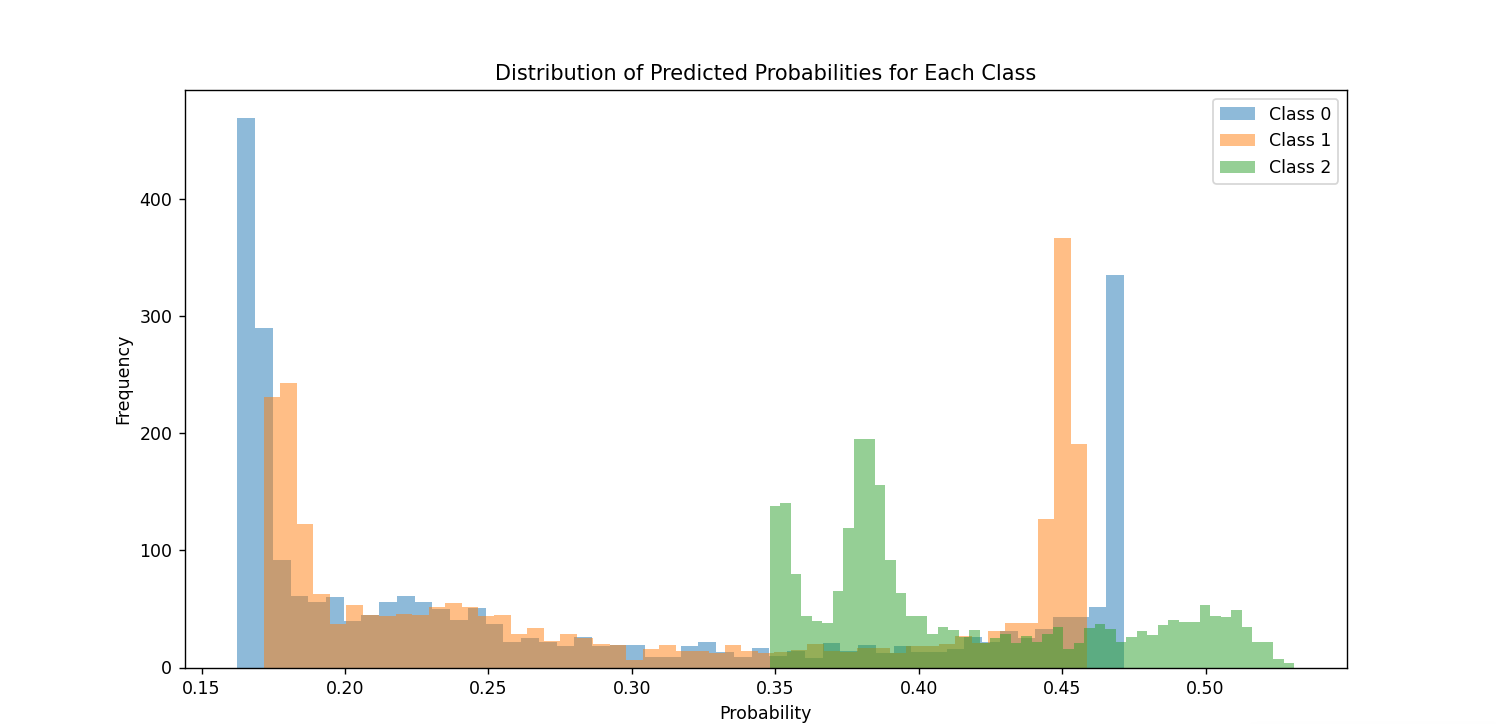 Distribution of Predicted Probabilities for Each Class
Class 0
Class 1
Class 2
Frequency
400
300
200
100
0
0.15 0.20 0.25 0.30 0.35 0.40 0.45 0.50
Probability